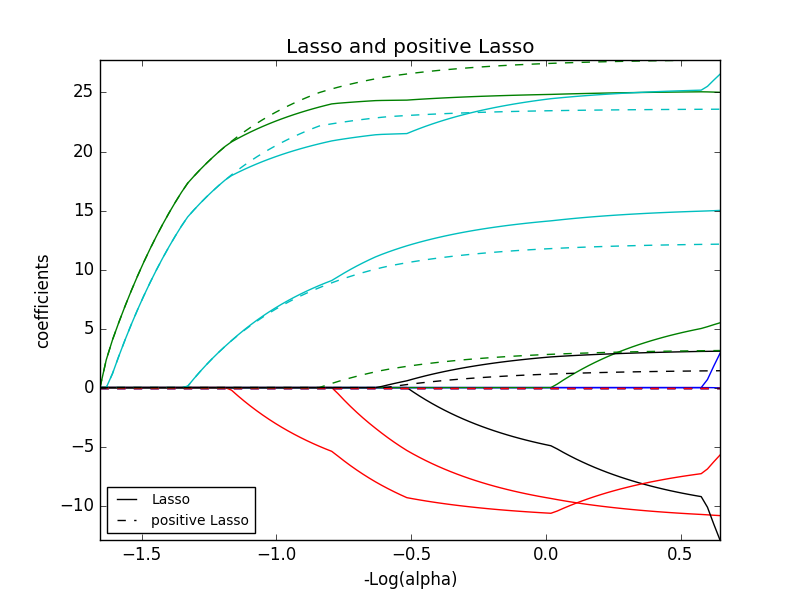 Lasso and positive Lasso
25
20
15
10
5
0
−5
−10
coefficients
Lasso
positive Lasso
−1.5 −1.0 −0.5 0.0 0.5
-Log(alpha)